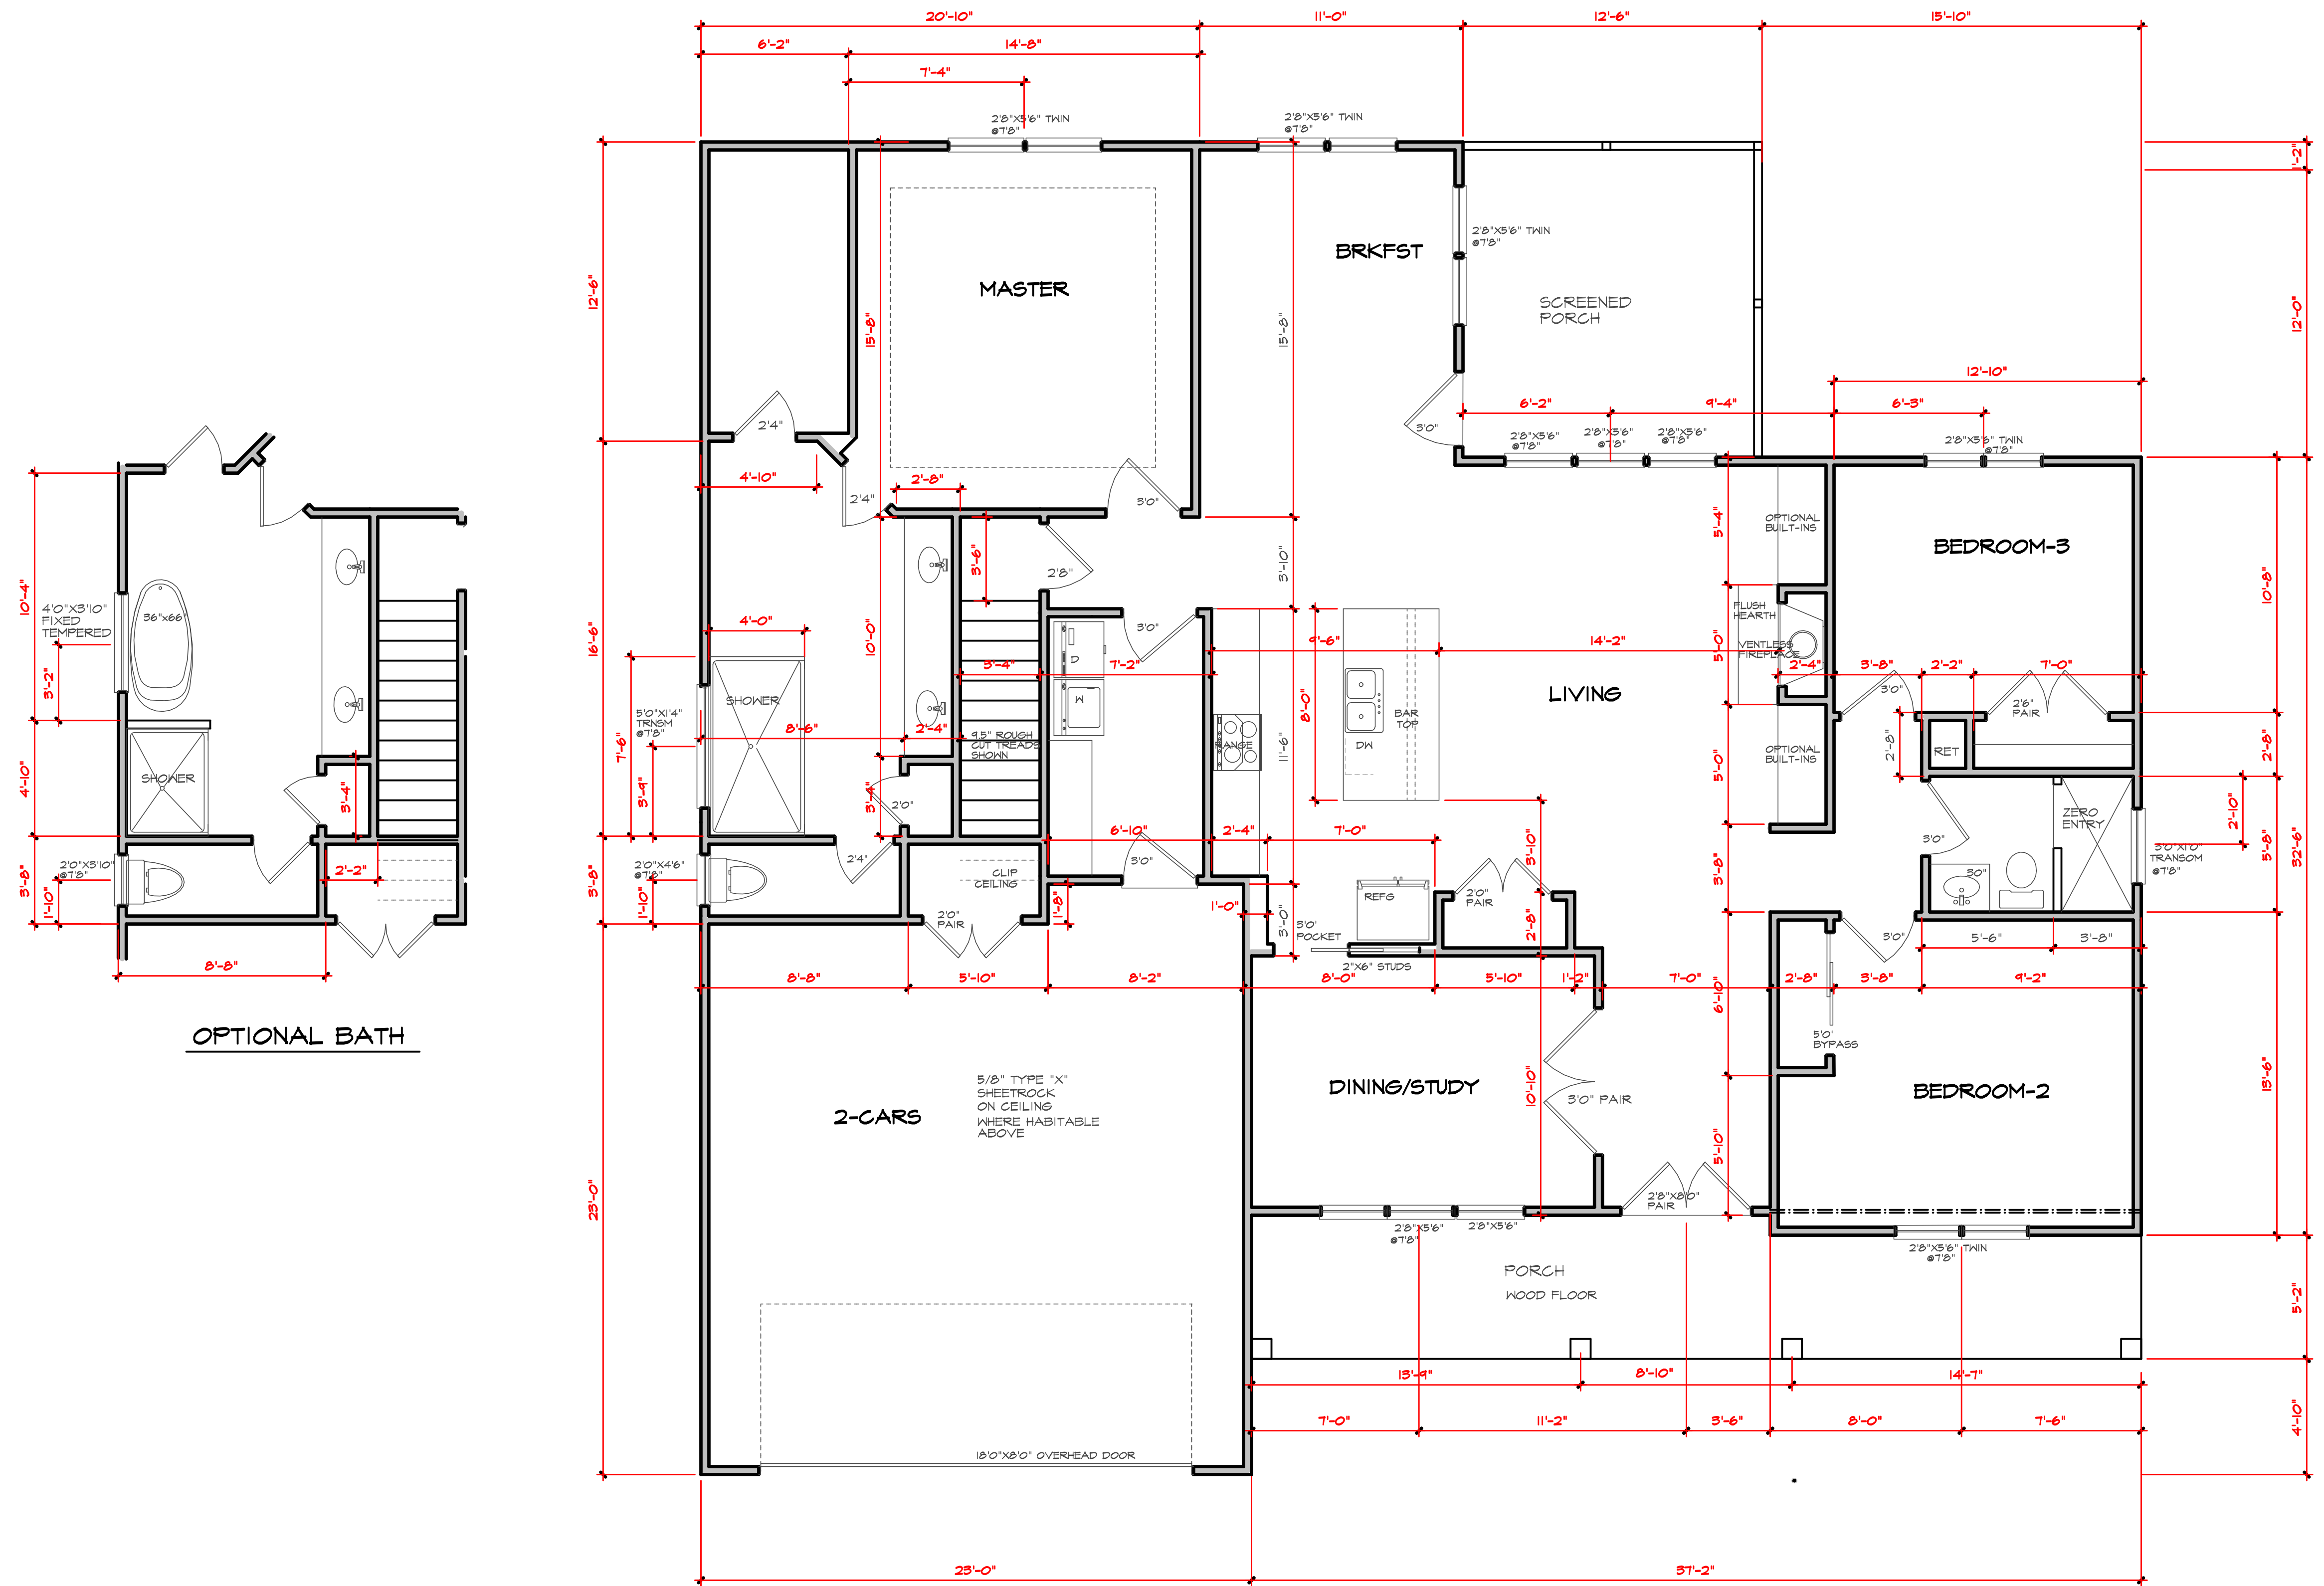 20'-10"
11'-0"
12'-6"
15'-10"
6'-2"
14'-8"
7'-4"
2'8"X5'6" TWIN
@7'8"
2'8"X5'6" TWIN
@7'8"
1'-2"
2'8"X5'6" TWIN
@7'8"
BRKFST
MASTER
SCREENED
PORCH
12'-6"
15'-8"
15'-8"
12'-0"
12'-10"
6'-2"
9'-4"
6'-3"
2'4"
3'0"
2'8"X5'6"
@7'8"
2'8"X5'6"
@7'8"
2'8"X5'6"
@7'8"
2'8"X5'6" TWIN
@7'8"
4'-10"
2'-8"
2'4"
3'0"
5'-4"
OPTIONAL
BUILT-INS
BEDROOM-3
3'-6"
2'8"
3'-10"
10'-4"
4'0"X3'10"
FIXED
TEMPERED
36"x66"
3'-2"
16'-6"
4'-0"
10'-0"
3'0"
FLUSH
HEARTH
VENTLESS
FIREPLACE
5'-0"
10'-8"
9'-6"
14'-2"
3'-4"
7'-2"
D
W
2'-4"
3'-8"
2'-2"
7'-0"
3'0"
2'6"
PAIR
LIVING
SHOWER
5'0"X1'4"
TRNSM
@7'8"
7'-6"
8'-6"
2'-4"
9.5" ROUGH
CUT TREADS
SHOWN
8'-0"
BAR
TOP
DW
RANGE
11'-6"
OPTIONAL
BUILT-INS
5'-0"
2'-8"
RET
2'-8"
4'-10"
SHOWER
3'-4"
3'-9"
3'-4"
2'0"
6'-10"
2'-4"
7'-0"
3'-10"
3'0"
ZERO
ENTRY
2'-10"
5'-8"
32'-6"
3'0"X1'0"
TRANSOM
@7'8"
3'-8"
2'0"X3'10"
@7'8"
1'-10"
2'-2"
3'-8"
2'0"X4'6"
@7'8"
1'-10"
2'4"
CLIP
CEILING
2'0"
PAIR
1'-8"
3'0"
1'-0"
3'-0"
3'0'
POCKET
REFG
2'0"
PAIR
2'-8"
3'-8"
30"
3'0"
5'-6"
3'-8"
2"X6" STUDS
8'-8"
8'-8"
5'-10"
8'-2"
8'-0"
5'-10"
1'-2"
7'-0"
2'-8"
3'-8"
9'-2"
6'-10"
OPTIONAL BATH
5'0'
BYPASS
5/8" TYPE "X"
SHEETROCK
ON CEILING
WHERE HABITABLE
ABOVE
2-CARS
DINING/STUDY
10'-10"
3'0" PAIR
BEDROOM-2
13'-6"
5'-10"
23'-0"
2'8"X8'0"
PAIR
2'8"X5'6"
@7'8"
2'8"X5'6"
2'8"X5'6" TWIN
@7'8"
PORCH
WOOD FLOOR
5'-2"
13'-9"
8'-10"
14'-7"
7'-0"
11'-2"
3'-6"
8'-0"
7'-6"
4'-10"
18'0"X8'0" OVERHEAD DOOR
23'-0"
37'-2"